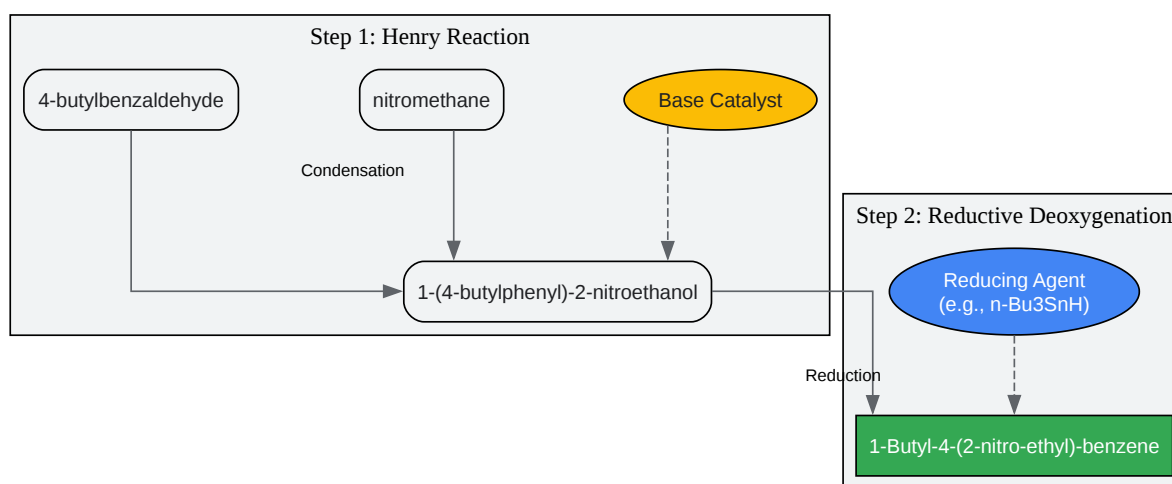 Step 1: Henry Reaction
4-butylbenzaldehyde
nitromethane
Base Catalyst
Condensation
1-(4-butylphenyl)-2-nitroethanol
Step 2: Reductive Deoxygenation
Reducing Agent
(e.g., n-Bu3SnH)
Reduction
1-Butyl-4-(2-nitro-ethyl)-benzene